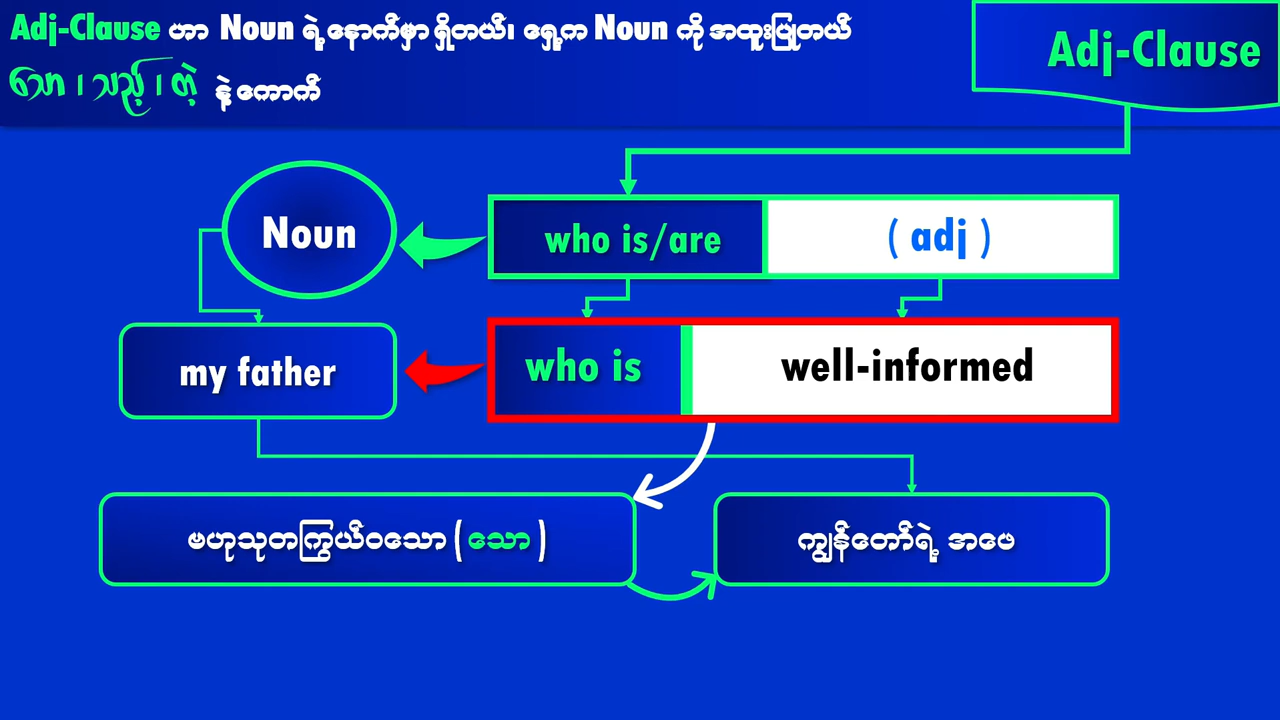 Adj-Clause ဟာ Noun ရဲ့နောက်မှာ ရှိတယ်၊ ရှေ့က Noun ကို အထူးပြုတယ်
သော ၊ သည့် ၊ တဲ့ နဲ့ ကောက်
Adj-Clause
Noun
who is/are
( adj )
my father
who is
well-informed
ဗဟုသုတကြွယ်ဝသော ( သော )
ကျွန်တော်ရဲ့ အဖေ